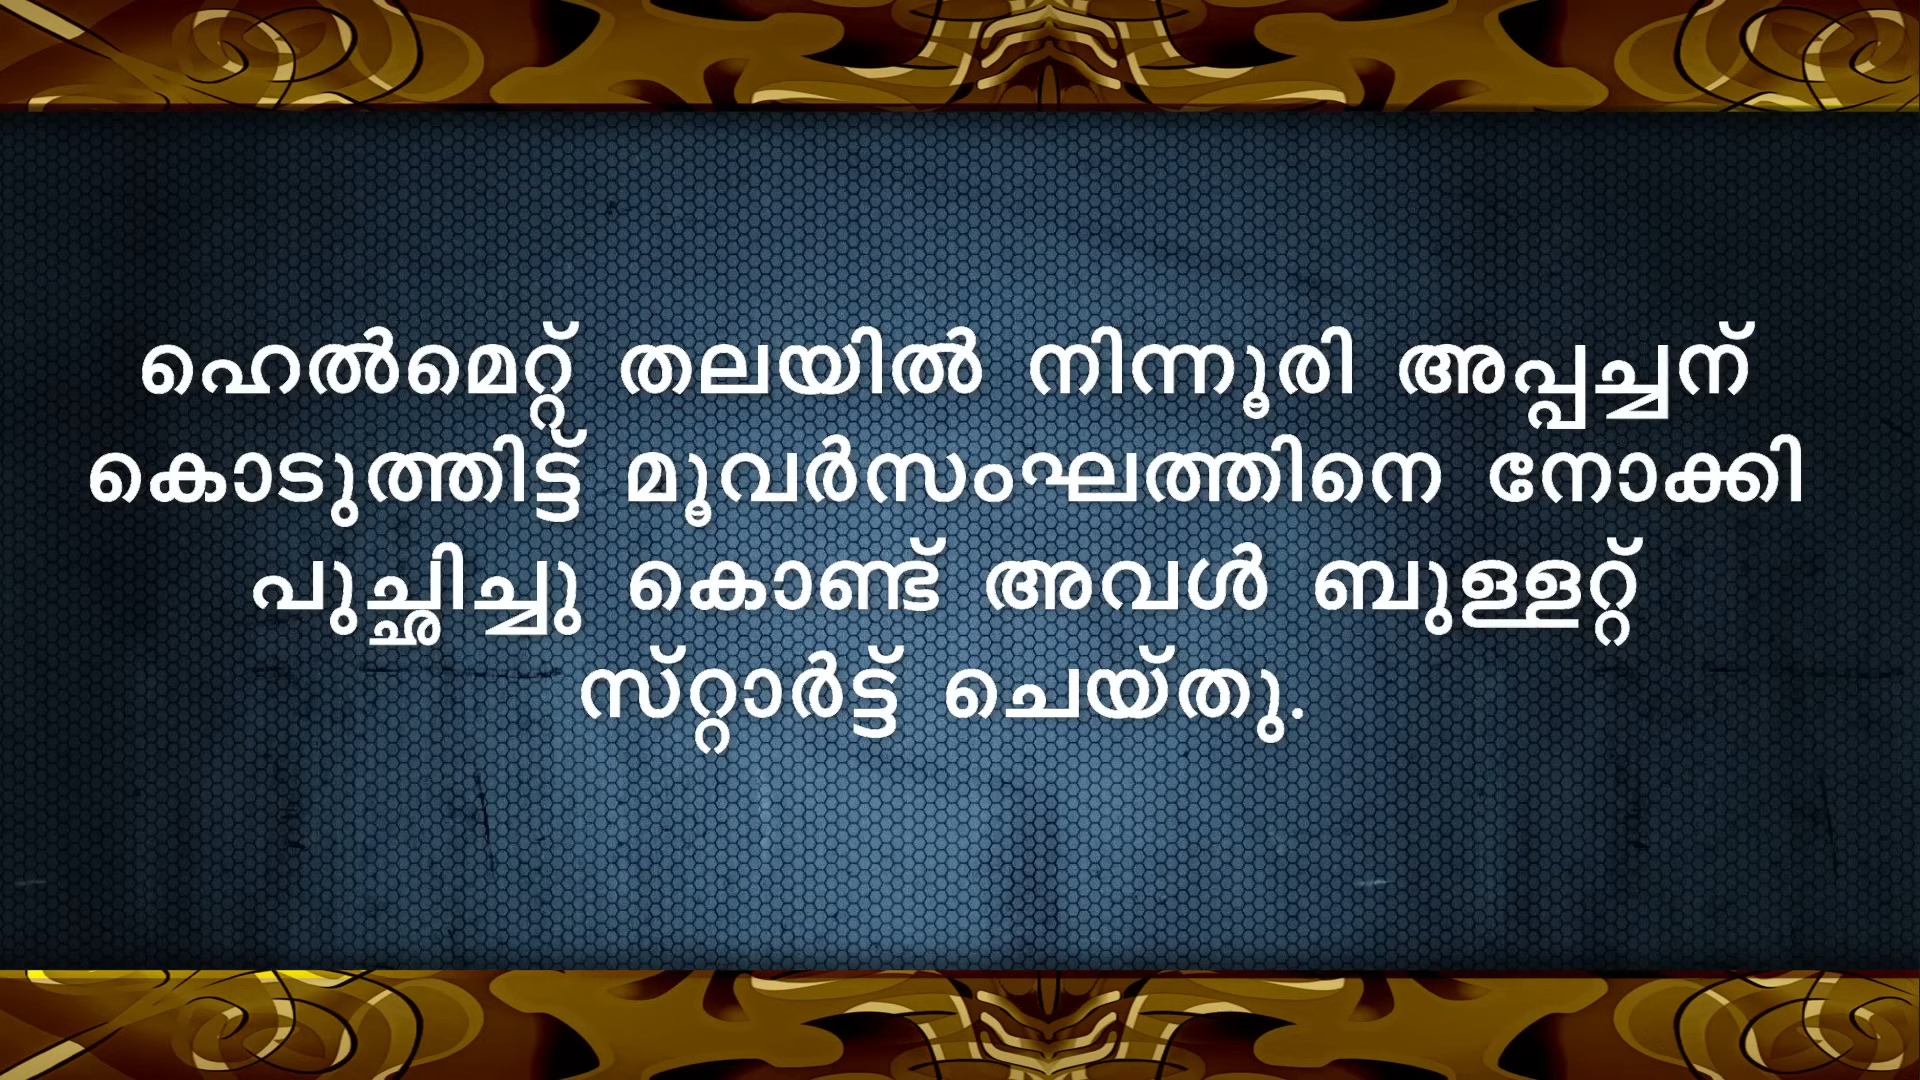 ഹെൽമെറ്റ് തലയിൽ നിന്നൂരി അപ്പച്ചന്
കൊടുത്തിട്ട് മൂവർസംഘത്തിനെ നോക്കി
പുച്ഛിച്ചു കൊണ്ട് അവൾ ബുള്ളറ്റ്
സ്റ്റാർട്ട് ചെയ്തു.